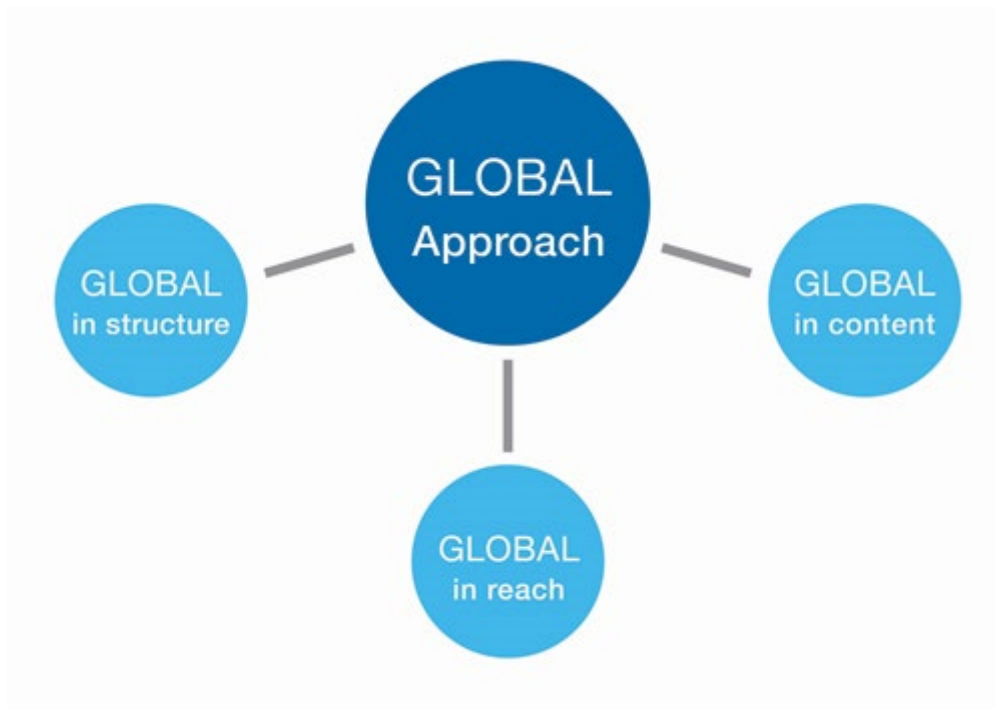 GLOBAL
Approach
GLOBAL
in structure
GLOBAL
in content
GLOBAL
in reach